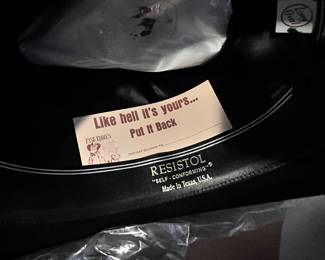 Like hell it's yours...
Put It Back
RESISTOL
"SELF-CONFORMING"®
Made in Texas, U.S.A.